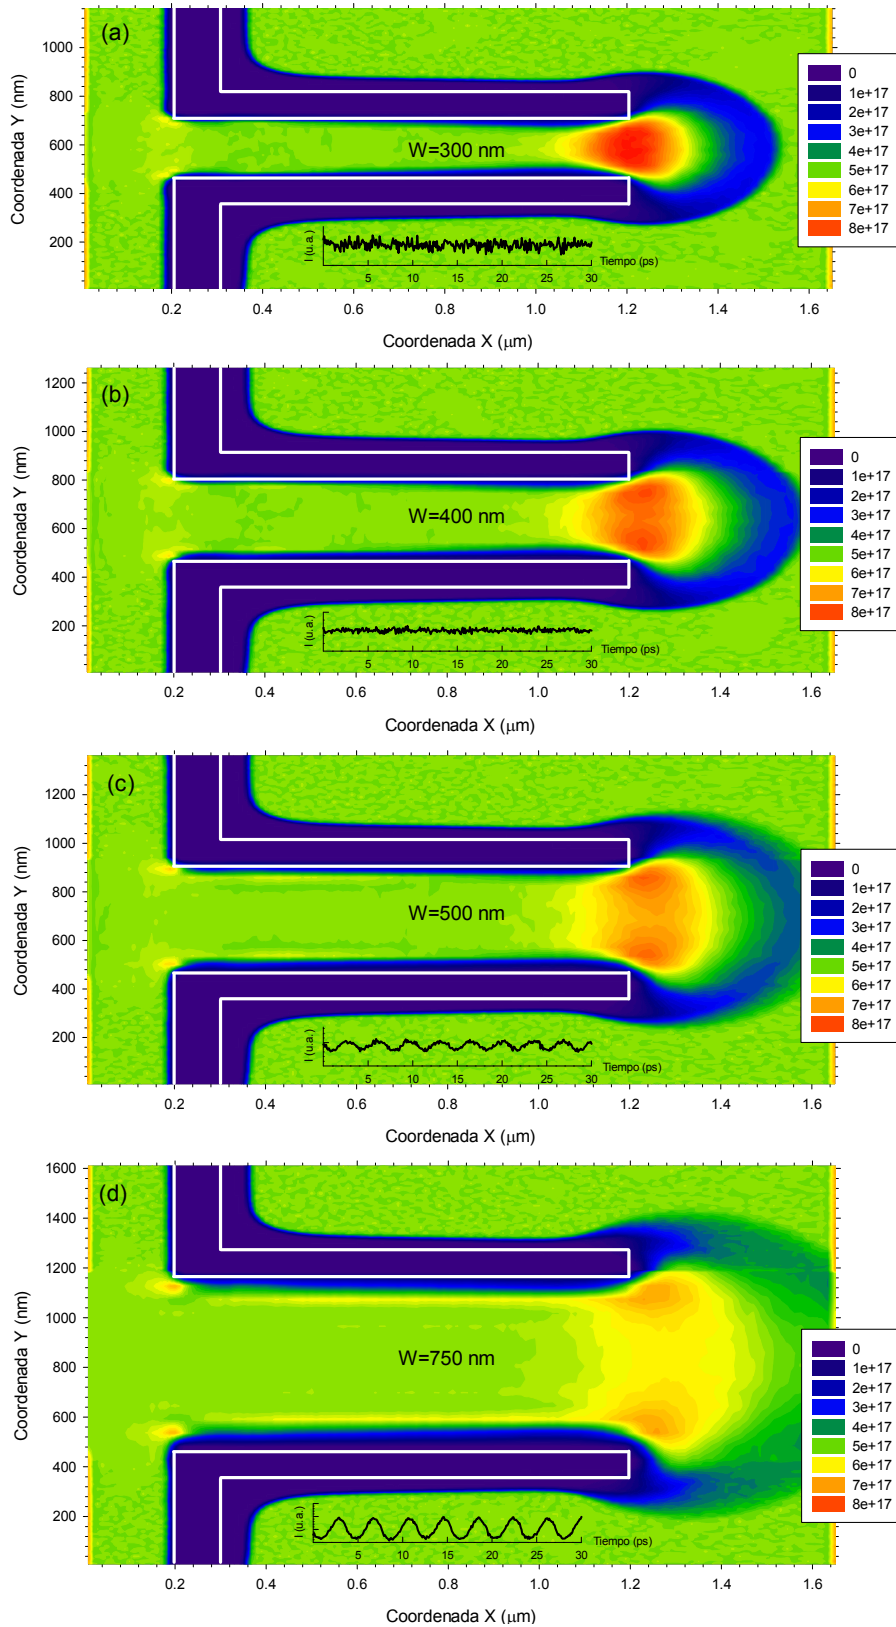 (a)
Coordenada Y (nm)
1000
800
600
400
200
W=300 nm
I (u.a.)
Tiempo (ps)
5 10 15 20 25 30
0
1e+17
2e+17
3e+17
4e+17
5e+17
6e+17
7e+17
8e+17
0.2 0.4 0.6 0.8 1.0 1.2 1.4 1.6
Coordenada X (μm)
(b)
Coordenada Y (nm)
1200
1000
800
600
400
200
W=400 nm
I (u.a.)
Tiempo (ps)
5 10 15 20 25 30
0
1e+17
2e+17
3e+17
4e+17
5e+17
6e+17
7e+17
8e+17
0.2 0.4 0.6 0.8 1.0 1.2 1.4 1.6
Coordenada X (μm)
(c)
Coordenada Y (nm)
1200
1000
800
600
400
200
W=500 nm
I (u.a.)
Tiempo (ps)
5 10 15 20 25 30
0
1e+17
2e+17
3e+17
4e+17
5e+17
6e+17
7e+17
8e+17
0.2 0.4 0.6 0.8 1.0 1.2 1.4 1.6
Coordenada X (μm)
(d)
Coordenada Y (nm)
1600
1400
1200
1000
800
600
400
200
W=750 nm
I (u.a.)
Tiempo (ps)
5 10 15 20 25 30
0
1e+17
2e+17
3e+17
4e+17
5e+17
6e+17
7e+17
8e+17
0.2 0.4 0.6 0.8 1.0 1.2 1.4 1.6
Coordenada X (μm)